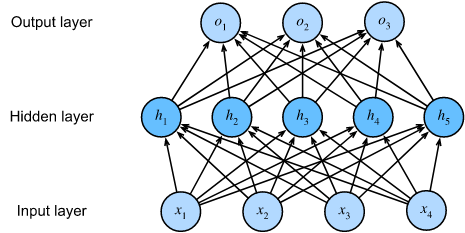 Output layer o₁ o₂ o₃
Hidden layer h₁ h₂ h₃ h₄ h₅
Input layer x₁ x₂ x₃ x₄